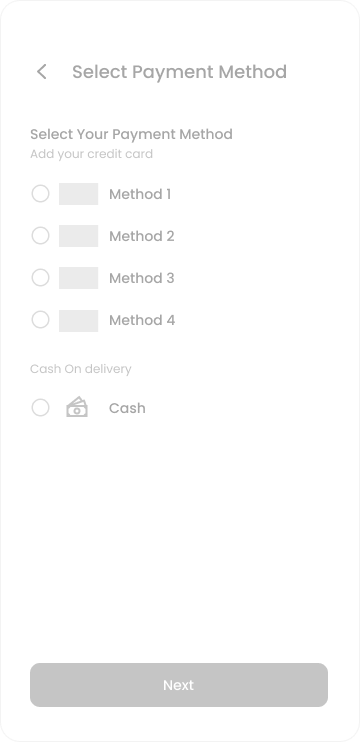 Select Payment Method
Select Your Payment Method
Add your credit card
Method 1
Method 2
Method 3
Method 4
Cash On delivery
Cash
Next